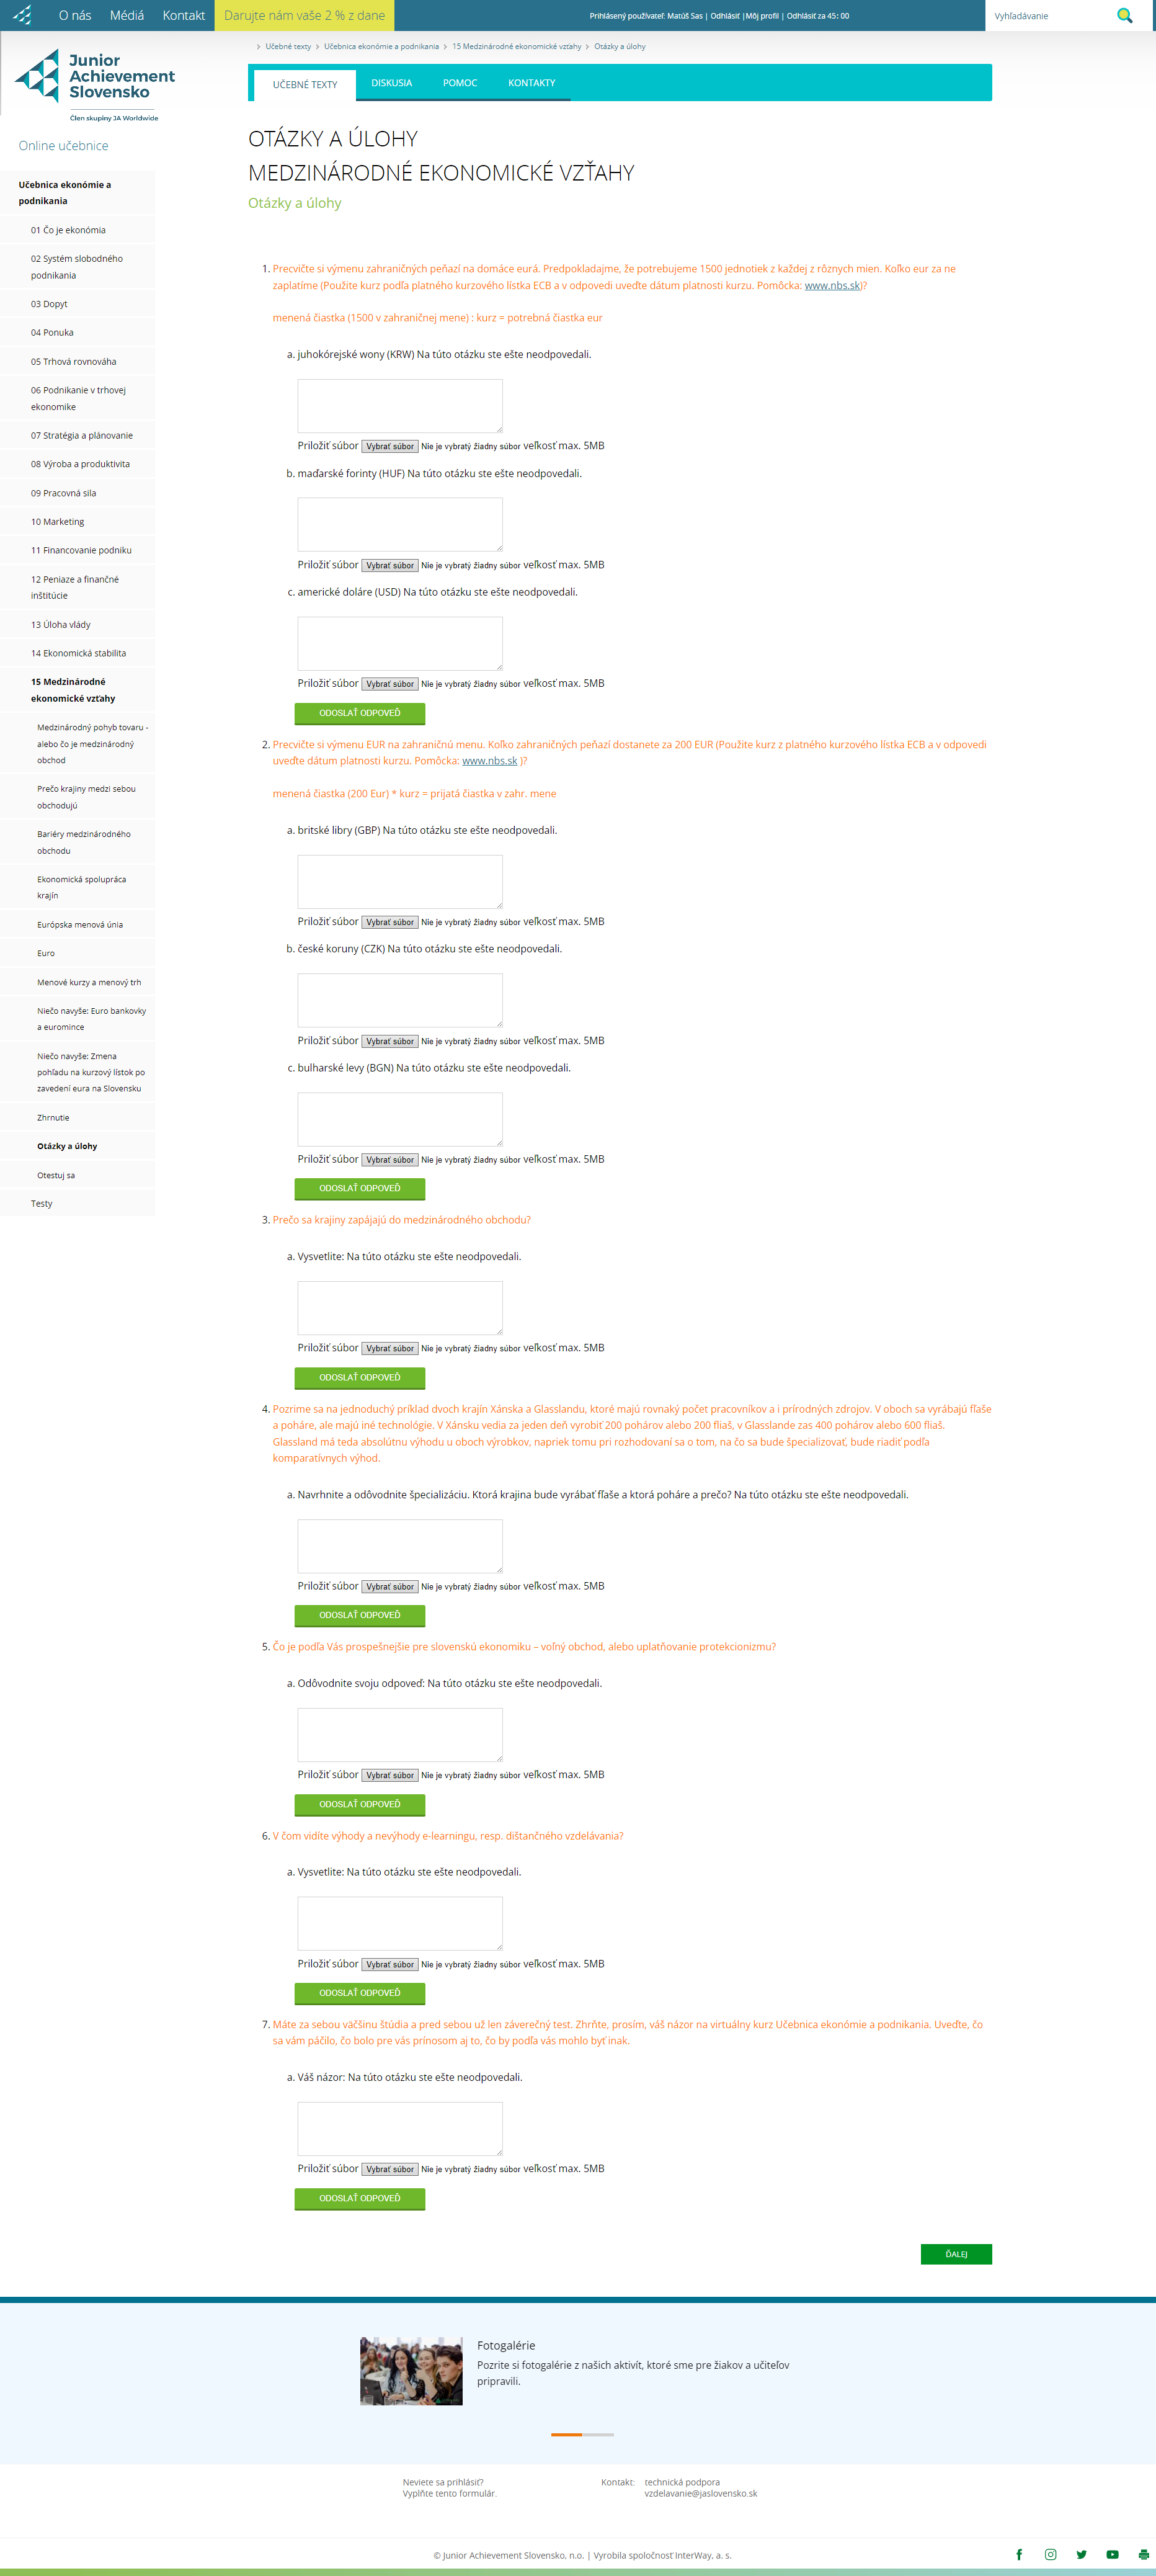 O nás Médiá Kontakt Darujte nám vaše 2 % z dane
Prihlásený používateľ: Matúš Sas | Odhlásiť |Môj profil | Odhlásiť za 45: 00
Vyhľadávanie
Junior
Achievement
Slovensko
Člen skupiny JA Worldwide
Online učebnice
Učebnica ekonómie a
podnikania
01 Čo je ekonómia
02 Systém slobodného
podnikania
03 Dopyt
04 Ponuka
05 Trhová rovnováha
06 Podnikanie v trhovej
ekonomike
07 Stratégia a plánovanie
08 Výroba a produktivita
09 Pracovná sila
10 Marketing
11 Financovanie podniku
12 Peniaze a finančné
inštitúcie
13 Úloha vlády
14 Ekonomická stabilita
15 Medzinárodné
ekonomické vzťahy
Medzinárodný pohyb tovaru -
alebo čo je medzinárodný
obchod
Prečo krajiny medzi sebou
obchodujú
Bariéry medzinárodného
obchodu
Ekonomická spolupráca
krajín
Európska menová únia
Euro
Menové kurzy a menový trh
Niečo navyše: Euro bankovky
a euromince
Niečo navyše: Zmena
pohľadu na kurzový lístok po
zavedení eura na Slovensku
Zhrnutie
Otázky a úlohy
Otestuj sa
Testy
Učebné texty Učebnica ekonómie a podnikania 15 Medzinárodné ekonomické vzťahy Otázky a úlohy
UČEBNÉ TEXTY DISKUSIA POMOC KONTAKTY
OTÁZKY A ÚLOHY
MEDZINÁRODNÉ EKONOMICKÉ VZŤAHY
Otázky a úlohy
1. Precvičte si výmenu zahraničných peňazí na domáce eurá. Predpokladajme, že potrebujeme 1500 jednotiek z každej z rôznych mien. Koľko eur za ne
zaplatíme (Použite kurz podľa platného kurzového lístka ECB a v odpovedi uveďte dátum platnosti kurzu. Pomôcka: www.nbs.sk)?
menená čiastka (1500 v zahraničnej mene) : kurz = potrebná čiastka eur
a. juhokórejské wony (KRW) Na túto otázku ste ešte neodpovedali.
Priložiť súbor Vybrať súbor Nie je vybratý žiadny súbor veľkosť max. 5MB
b. maďarské forinty (HUF) Na túto otázku ste ešte neodpovedali.
Priložiť súbor Vybrať súbor Nie je vybratý žiadny súbor veľkosť max. 5MB
c. americké doláre (USD) Na túto otázku ste ešte neodpovedali.
Priložiť súbor Vybrať súbor Nie je vybratý žiadny súbor veľkosť max. 5MB
ODOSLAŤ ODPOVEĎ
2. Precvičte si výmenu EUR na zahraničnú menu. Koľko zahraničných peňazí dostanete za 200 EUR (Použite kurz z platného kurzového lístka ECB a v odpovedi
uveďte dátum platnosti kurzu. Pomôcka: www.nbs.sk )?
menená čiastka (200 Eur) * kurz = prijatá čiastka v zahr. mene
a. britské libry (GBP) Na túto otázku ste ešte neodpovedali.
Priložiť súbor Vybrať súbor Nie je vybratý žiadny súbor veľkosť max. 5MB
b. české koruny (CZK) Na túto otázku ste ešte neodpovedali.
Priložiť súbor Vybrať súbor Nie je vybratý žiadny súbor veľkosť max. 5MB
c. bulharské levy (BGN) Na túto otázku ste ešte neodpovedali.
Priložiť súbor Vybrať súbor Nie je vybratý žiadny súbor veľkosť max. 5MB
ODOSLAŤ ODPOVEĎ
3. Prečo sa krajiny zapájajú do medzinárodného obchodu?
a. Vysvetlite: Na túto otázku ste ešte neodpovedali.
Priložiť súbor Vybrať súbor Nie je vybratý žiadny súbor veľkosť max. 5MB
ODOSLAŤ ODPOVEĎ
4. Pozrime sa na jednoduchý príklad dvoch krajín Xánska a Glasslandu, ktoré majú rovnaký počet pracovníkov a i prírodných zdrojov. V oboch sa vyrábajú fľaše
a poháre, ale majú iné technológie. V Xánsku vedia za jeden deň vyrobiť 200 pohárov alebo 200 fliaš, v Glasslande zas 400 pohárov alebo 600 fliaš.
Glassland má teda absolútnu výhodu u oboch výrobkov, napriek tomu pri rozhodovaní sa o tom, na čo sa bude špecializovať, bude riadiť podľa
komparatívnych výhod.
a. Navrhnite a odôvodnite špecializáciu. Ktorá krajina bude vyrábať fľaše a ktorá poháre a prečo? Na túto otázku ste ešte neodpovedali.
Priložiť súbor Vybrať súbor Nie je vybratý žiadny súbor veľkosť max. 5MB
ODOSLAŤ ODPOVEĎ
5. Čo je podľa Vás prospešnejšie pre slovenskú ekonomiku – voľný obchod, alebo uplatňovanie protekcionizmu?
a. Odôvodnite svoju odpoveď: Na túto otázku ste ešte neodpovedali.
Priložiť súbor Vybrať súbor Nie je vybratý žiadny súbor veľkosť max. 5MB
ODOSLAŤ ODPOVEĎ
6. V čom vidíte výhody a nevýhody e-learningu, resp. dištančného vzdelávania?
a. Vysvetlite: Na túto otázku ste ešte neodpovedali.
Priložiť súbor Vybrať súbor Nie je vybratý žiadny súbor veľkosť max. 5MB
ODOSLAŤ ODPOVEĎ
7. Máte za sebou väčšinu štúdia a pred sebou už len záverečný test. Zhrňte, prosím, váš názor na virtuálny kurz Učebnica ekonómie a podnikania. Uveďte, čo
sa vám páčilo, čo bolo pre vás prínosom aj to, čo by podľa vás mohlo byť inak.
a. Váš názor: Na túto otázku ste ešte neodpovedali.
Priložiť súbor Vybrať súbor Nie je vybratý žiadny súbor veľkosť max. 5MB
ODOSLAŤ ODPOVEĎ
ĎALEJ
Fotogalérie
Pozrite si fotogalérie z našich aktivít, ktoré sme pre žiakov a učiteľov
pripravili.
Neviete sa prihlásiť?
Vyplňte tento formulár.
Kontakt: technická podpora
vzdelavanie@jaslovensko.sk
© Junior Achievement Slovensko, n.o. | Vyrobila spoločnosť InterWay, a. s.